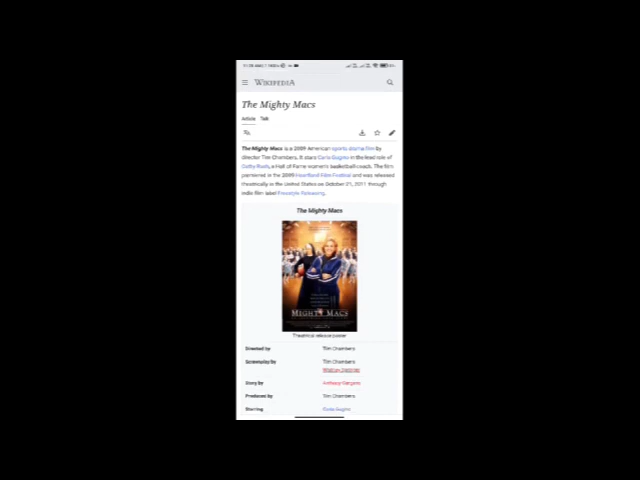 WIKIPEDIA
The Mighty Macs
Article Talk
The Mighty Macs is a 2009 American sports drama film by
director Tim Chambers. It stars Carla Gugino in the lead role of
Cathy Rush, a Hall of Fame women's basketball coach. The film
premiered in the 2009 Heartland Film Festival and was released
theatrically in the United States on October 21, 2011 through
indie film label Freestyle Releasing.
The Mighty Macs
MIGHTY MACS
Theatrical release poster
Directed by Tim Chambers
Screenplay by Tim Chambers
Story by Anthony Gargano
Produced by Tim Chambers
Starring Carla Gugino